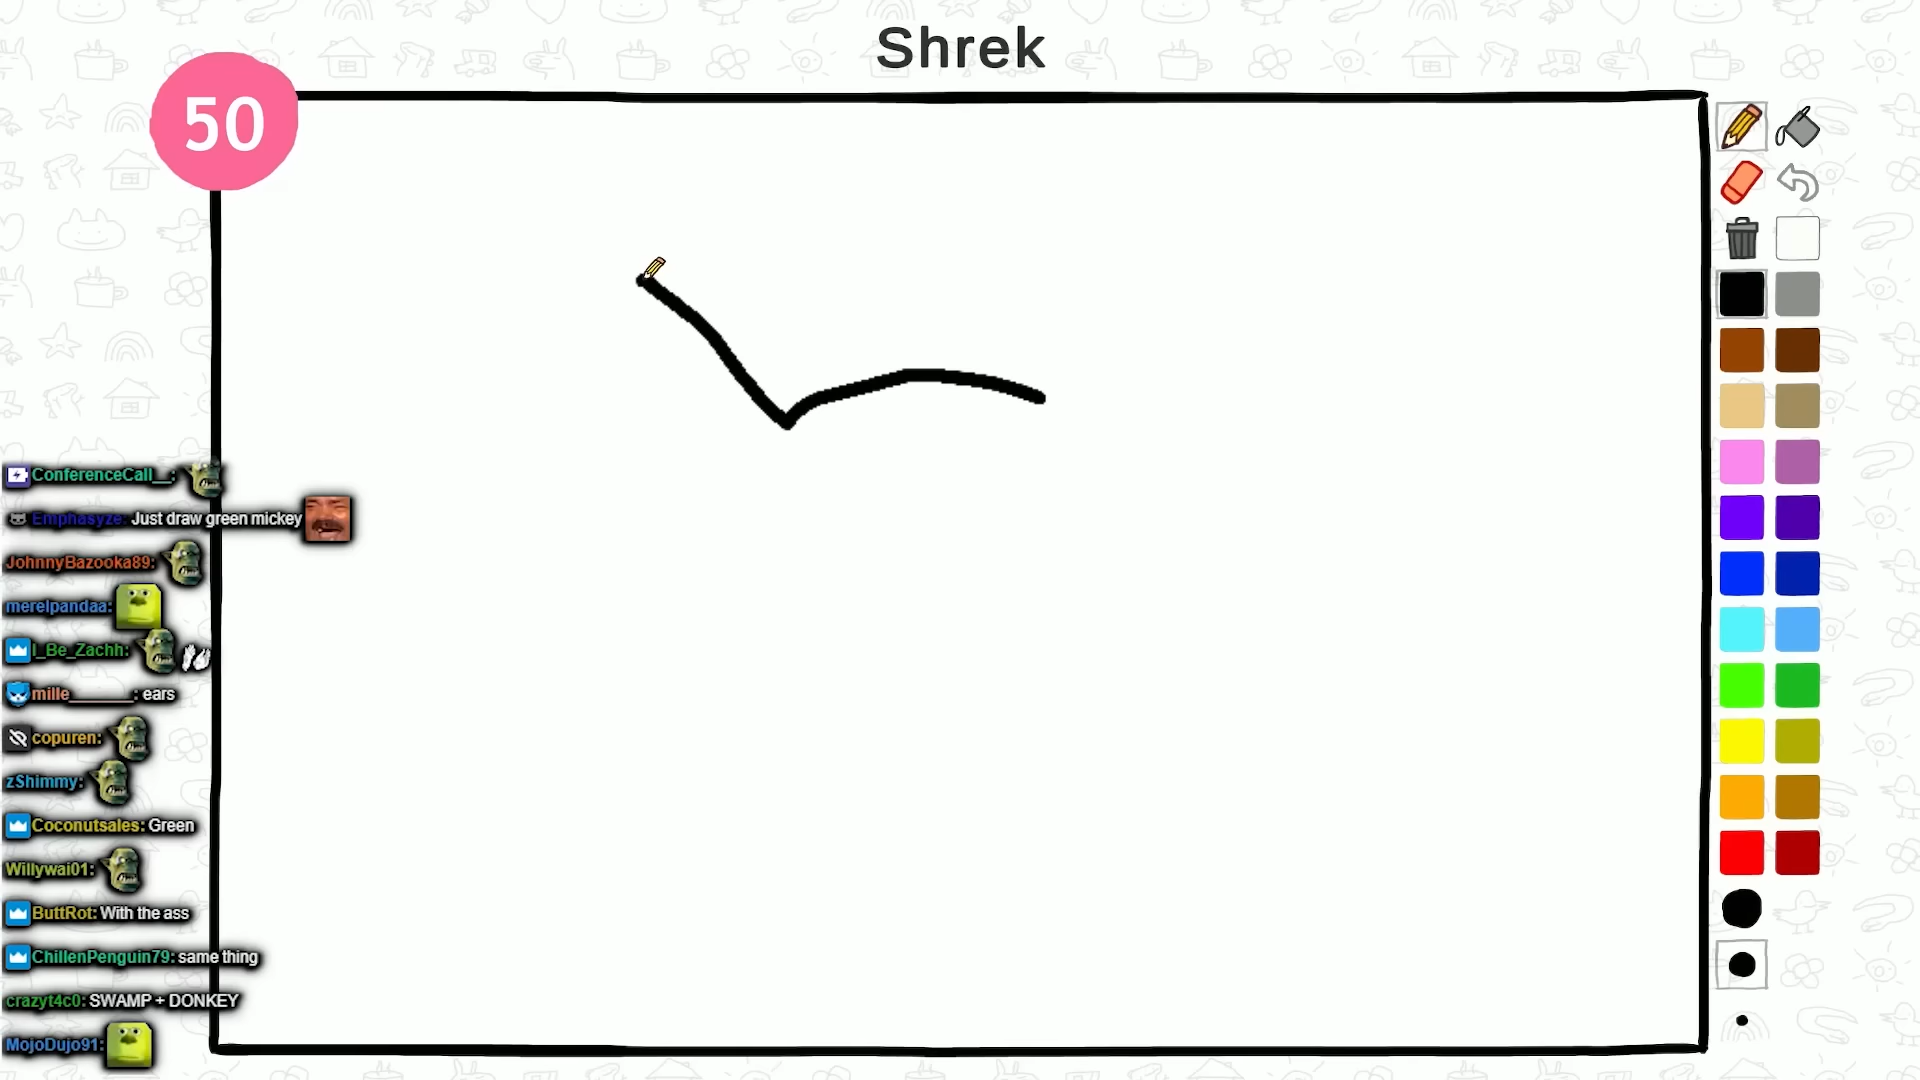 Shrek
50
ConferenceCall__:
Emphasyze: Just draw green mickey
JohnnyBazooka89:
merelpandaa:
I_Be_Zachh:
mille______: ears
copuren:
zShimmy:
Coconutsales: Green
Willywai01:
ButtRot: With the ass
ChillenPenguin79: same thing
crazyt4c0: SWAMP + DONKEY
MojoDujo91: